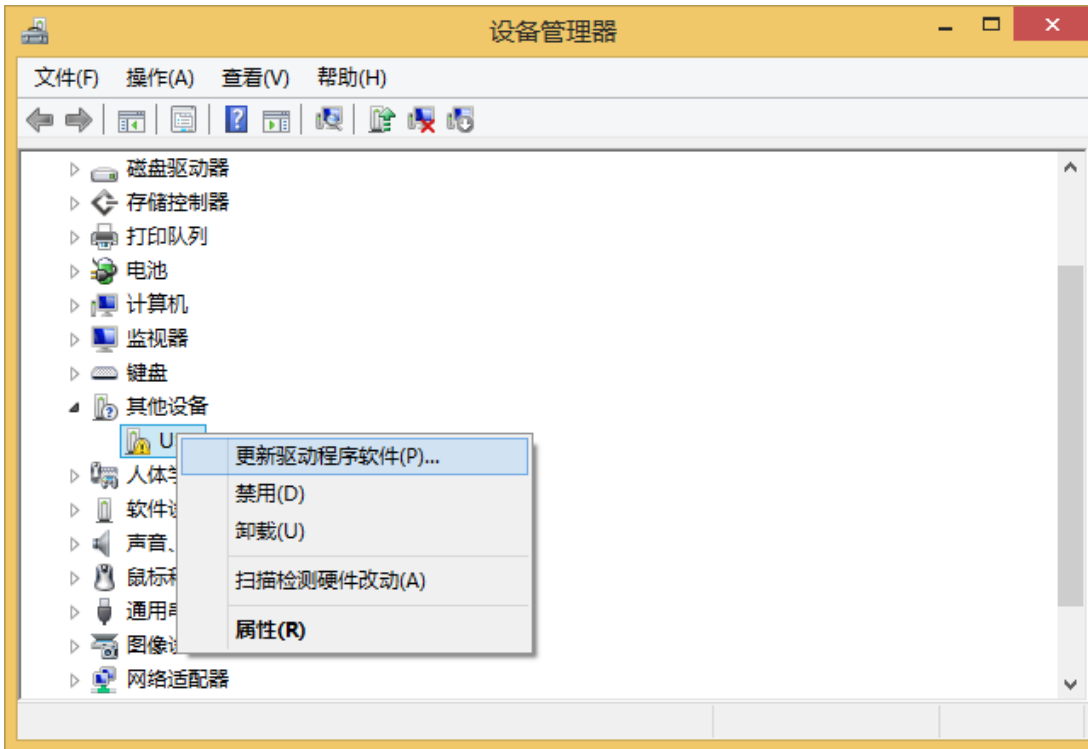 设备管理器
文件(F) 操作(A) 查看(V) 帮助(H)
磁盘驱动器
存储控制器
打印队列
电池
计算机
监视器
键盘
其他设备
U
更新驱动程序软件(P)...
人体
禁用(D)
软件
卸载(U)
声音、
鼠标
扫描检测硬件改动(A)
通用
属性(R)
图像
网络适配器